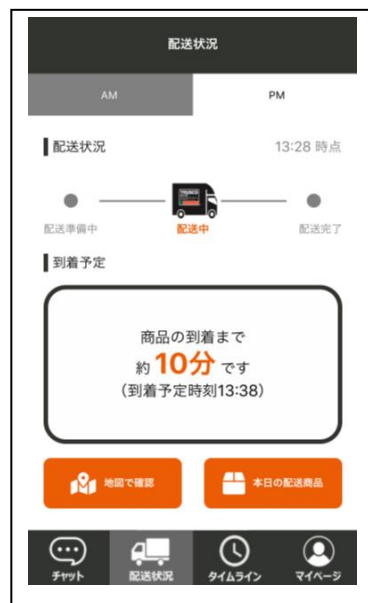 配送状況
AM
PM
配送状況
13:28 時点
配送準備中
配送中
配送完了
到着予定
商品の到着まで
約 10分 です
(到着予定時刻13:38)
地図で確認
本日の配送商品
チャット
配送状況
タイムライン
マイページ